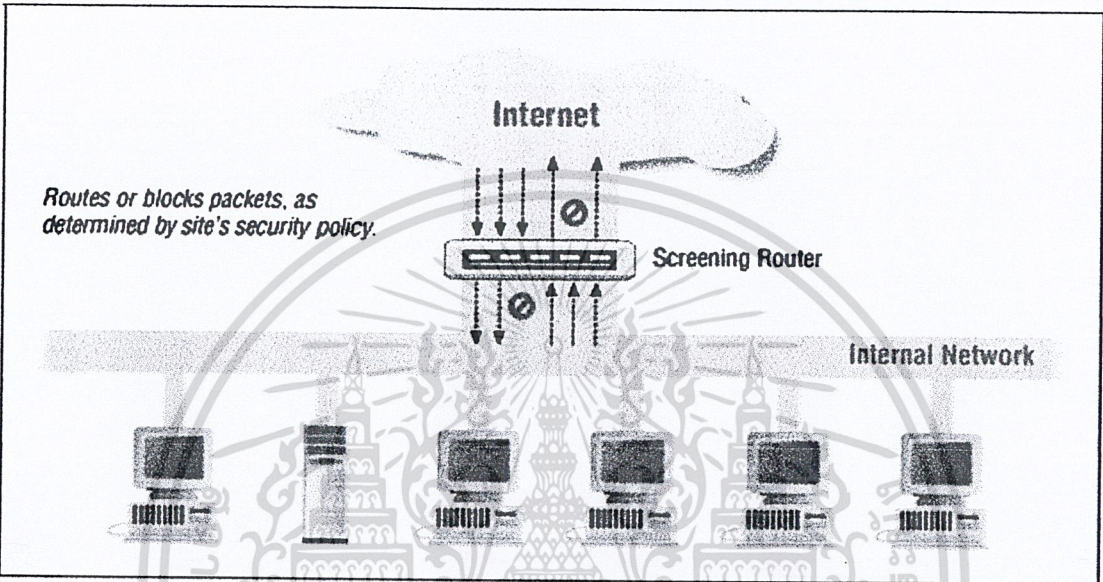 Internet
Routes or blocks packets, as
determined by site's security policy.
Screening Router
Internal Network